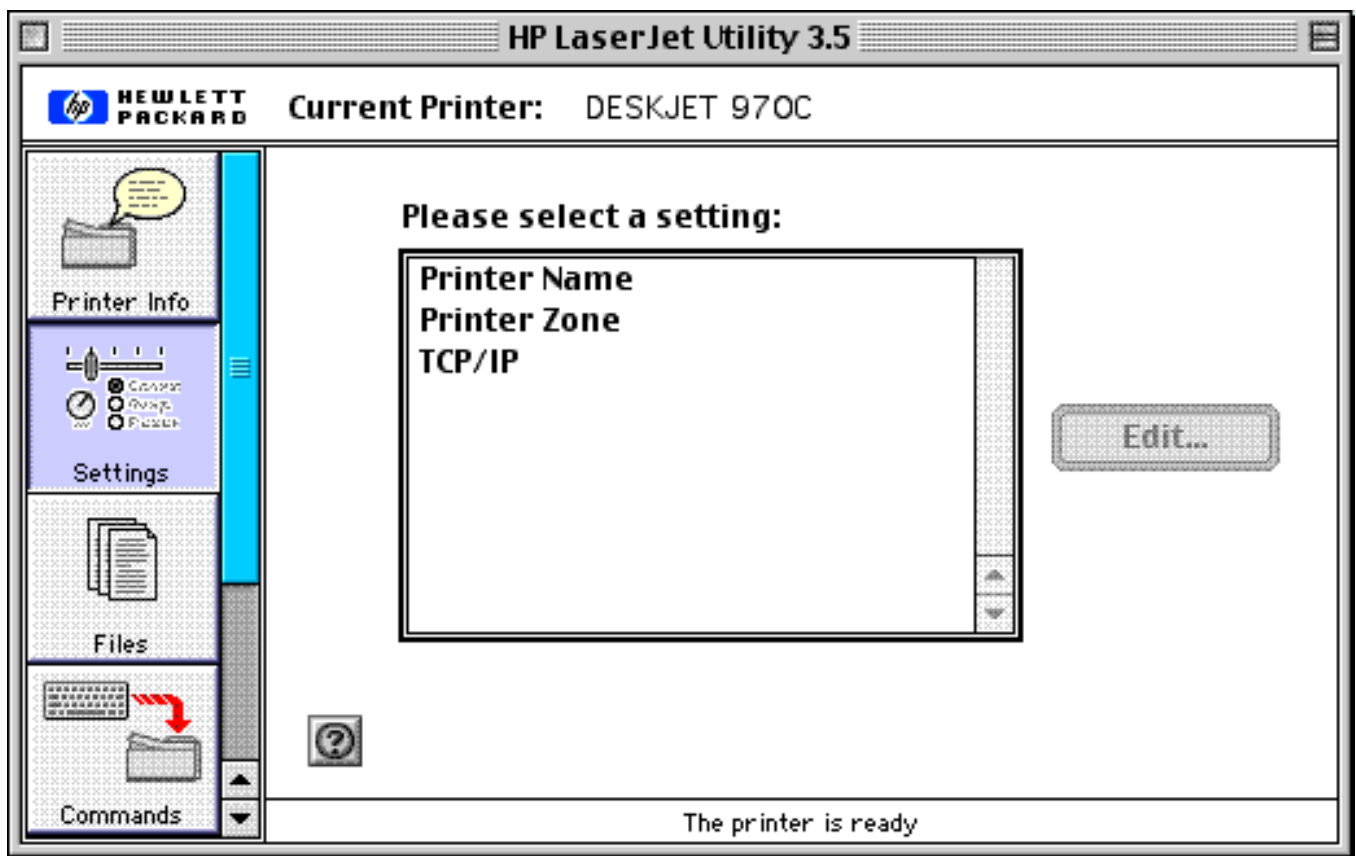 HP LaserJet Utility 3.5
hp HEWLETT
PACKARD
Current Printer: DESKJET 970C
Printer Info
Settings
Files
Commands
Please select a setting:
Printer Name
Printer Zone
TCP/IP
Edit...
?
The printer is ready